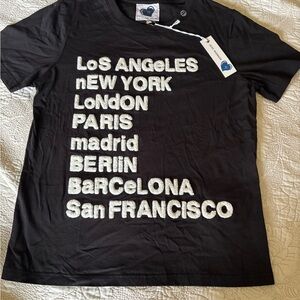 LoS ANGeLES
nEW YORK
LoNDON
PARIS
madrid
BERlIN
BaRCeLONA
San FRANCISCO